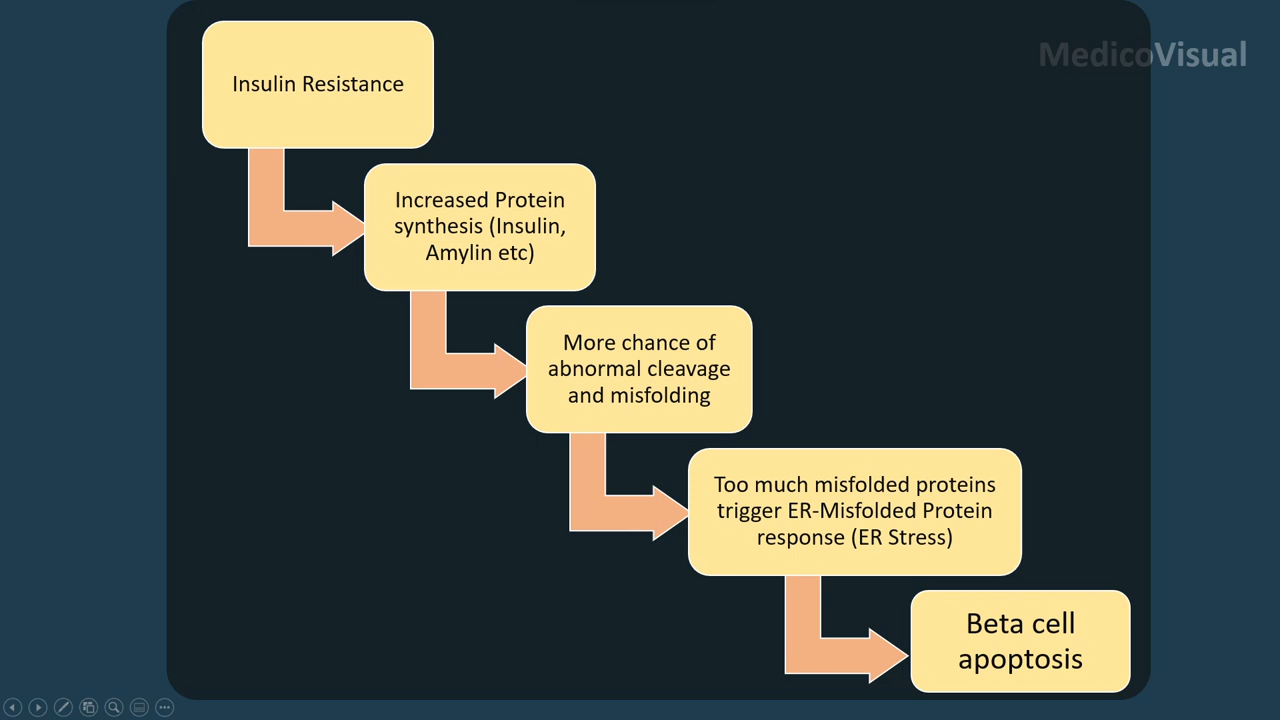 MedicoVisual
Insulin Resistance
Increased Protein
synthesis (Insulin,
Amylin etc)
More chance of
abnormal cleavage
and misfolding
Too much misfolded proteins
trigger ER-Misfolded Protein
response (ER Stress)
Beta cell
apoptosis